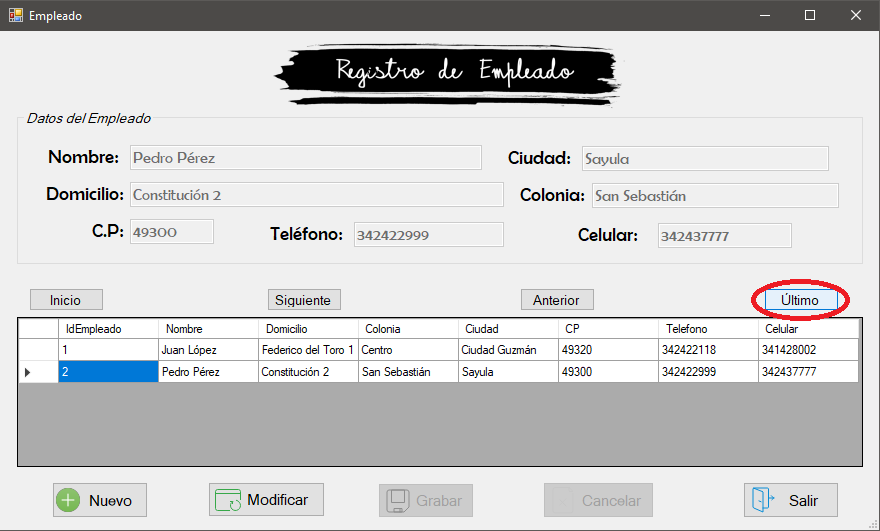 Empleado
Registro de Empleado
Datos del Empleado
Nombre: Pedro Pérez Ciudad: Sayula
Domicilio: Constitución 2 Colonia: San Sebastián
C.P: 49300 Teléfono: 342422999 Celular: 342437777
Inicio Siguiente Anterior Último
IdEmpleado Nombre Domicilio Colonia Ciudad CP Telefono Celular
1 Juan López Federico del Toro 1 Centro Ciudad Guzmán 49320 342422118 341428002
2 Pedro Pérez Constitución 2 San Sebastián Sayula 49300 342422999 342437777
Nuevo Modificar Grabar Cancelar Salir